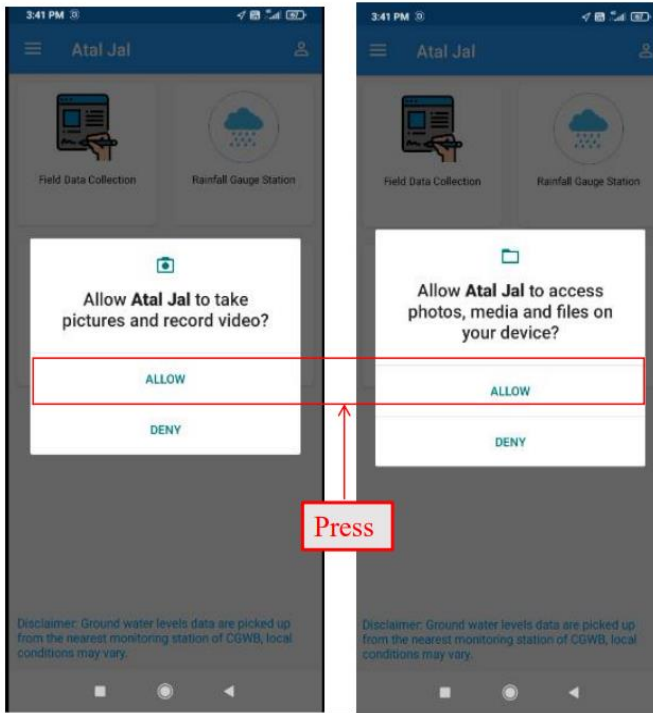 3:41 PM
Atal Jal
Field Data Collection
Rainfall Gauge Station
Allow Atal Jal to take
pictures and record video?
ALLOW
DENY
Disclaimer: Ground water levels data are picked up
from the nearest monitoring station of CGWB, local
conditions may vary.
3:41 PM
Atal Jal
Field Data Collection
Rainfall Gauge Station
Allow Atal Jal to access
photos, media and files on
your device?
ALLOW
DENY
Disclaimer: Ground water levels data are picked up
from the nearest monitoring station of CGWB, local
conditions may vary.
Press